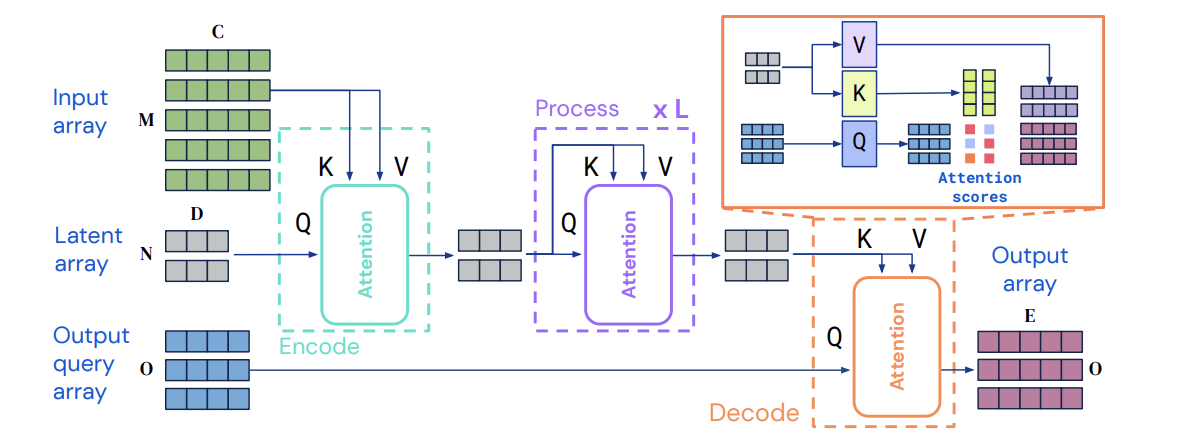 C
Input
array
M
K
V
Q
Attention
Encode
D
Latent
array
N
Process
x L
K
V
Q
Attention
V
K
Q
Attention
scores
K
V
Q
Attention
Decode
Output
query
array
O
Output
array
E
O